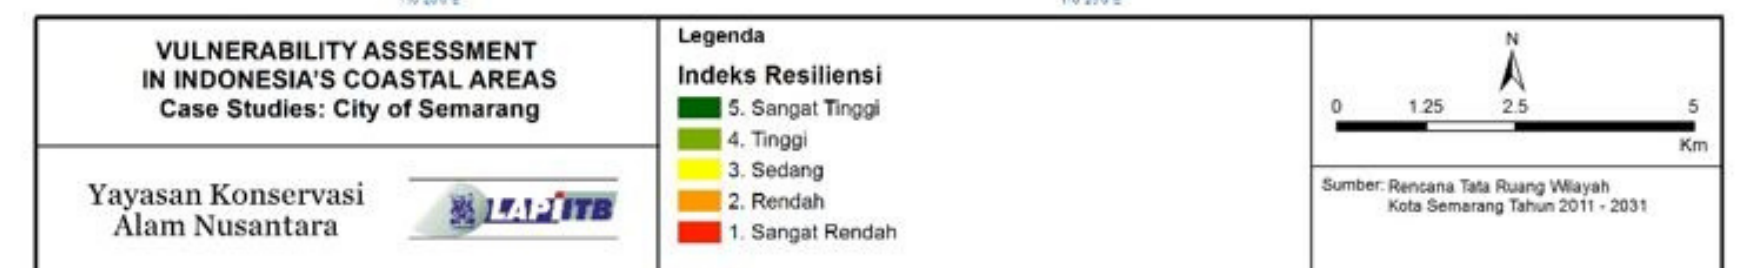 VULNERABILITY ASSESSMENT
IN INDONESIA'S COASTAL AREAS
Case Studies: City of Semarang
Yayasan Konservasi
Alam Nusantara
LAPI ITB
Legenda
Indeks Resiliensi
5. Sangat Tinggi
4. Tinggi
3. Sedang
2. Rendah
1. Sangat Rendah
N
0 1.25 2.5 5
Km
Sumber: Rencana Tata Ruang Wilayah
Kota Semarang Tahun 2011 - 2031